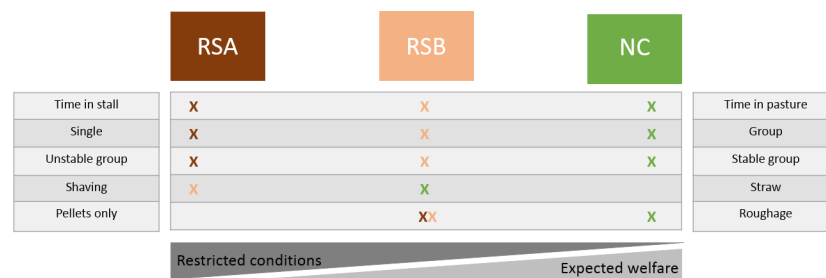 RSA RSB NC
Time in stall X X X Time in pasture
Single X X X Group
Unstable group X X X Stable group
Shaving X X Straw
Pellets only XX X Roughage
Restricted conditions
Expected welfare